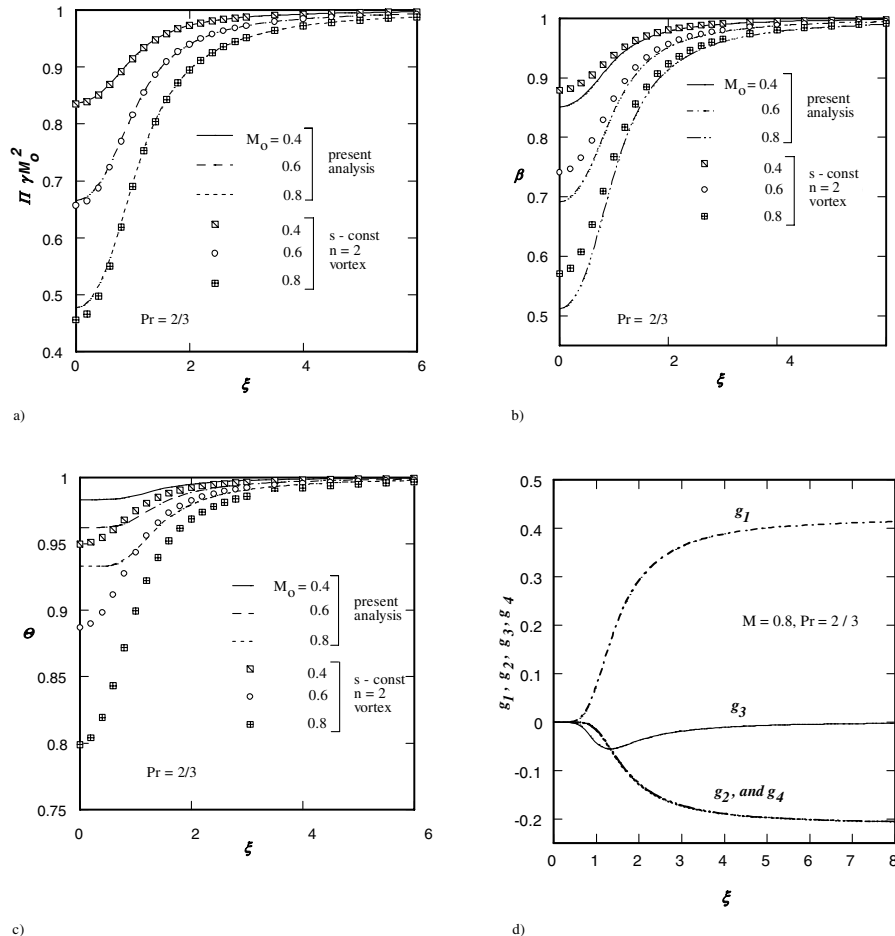 1
0.9
0.8
0.7
0.6
0.5
0.4
0 2 4 6
Π γM_o^2
ξ
M_o = 0.4
0.6
0.8
present
analysis
0.4
0.6
0.8
s - const
n = 2
vortex
Pr = 2/3
a)
1
0.9
0.8
0.7
0.6
0.5
0 2 4
β
ξ
M_o = 0.4
0.6
0.8
present
analysis
0.4
0.6
0.8
s - const
n = 2
vortex
Pr = 2/3
b)
1
0.95
0.9
0.85
0.8
0.75
0 2 4 6
Θ
ξ
M_o = 0.4
0.6
0.8
present
analysis
0.4
0.6
0.8
s - const
n = 2
vortex
Pr = 2/3
c)
0.5
0.4
0.3
0.2
0.1
0
-0.1
-0.2
0 1 2 3 4 5 6 7 8
g_1, g_2, g_3, g_4
ξ
g_1
M = 0.8, Pr = 2 / 3
g_3
g_2, and g_4
d)